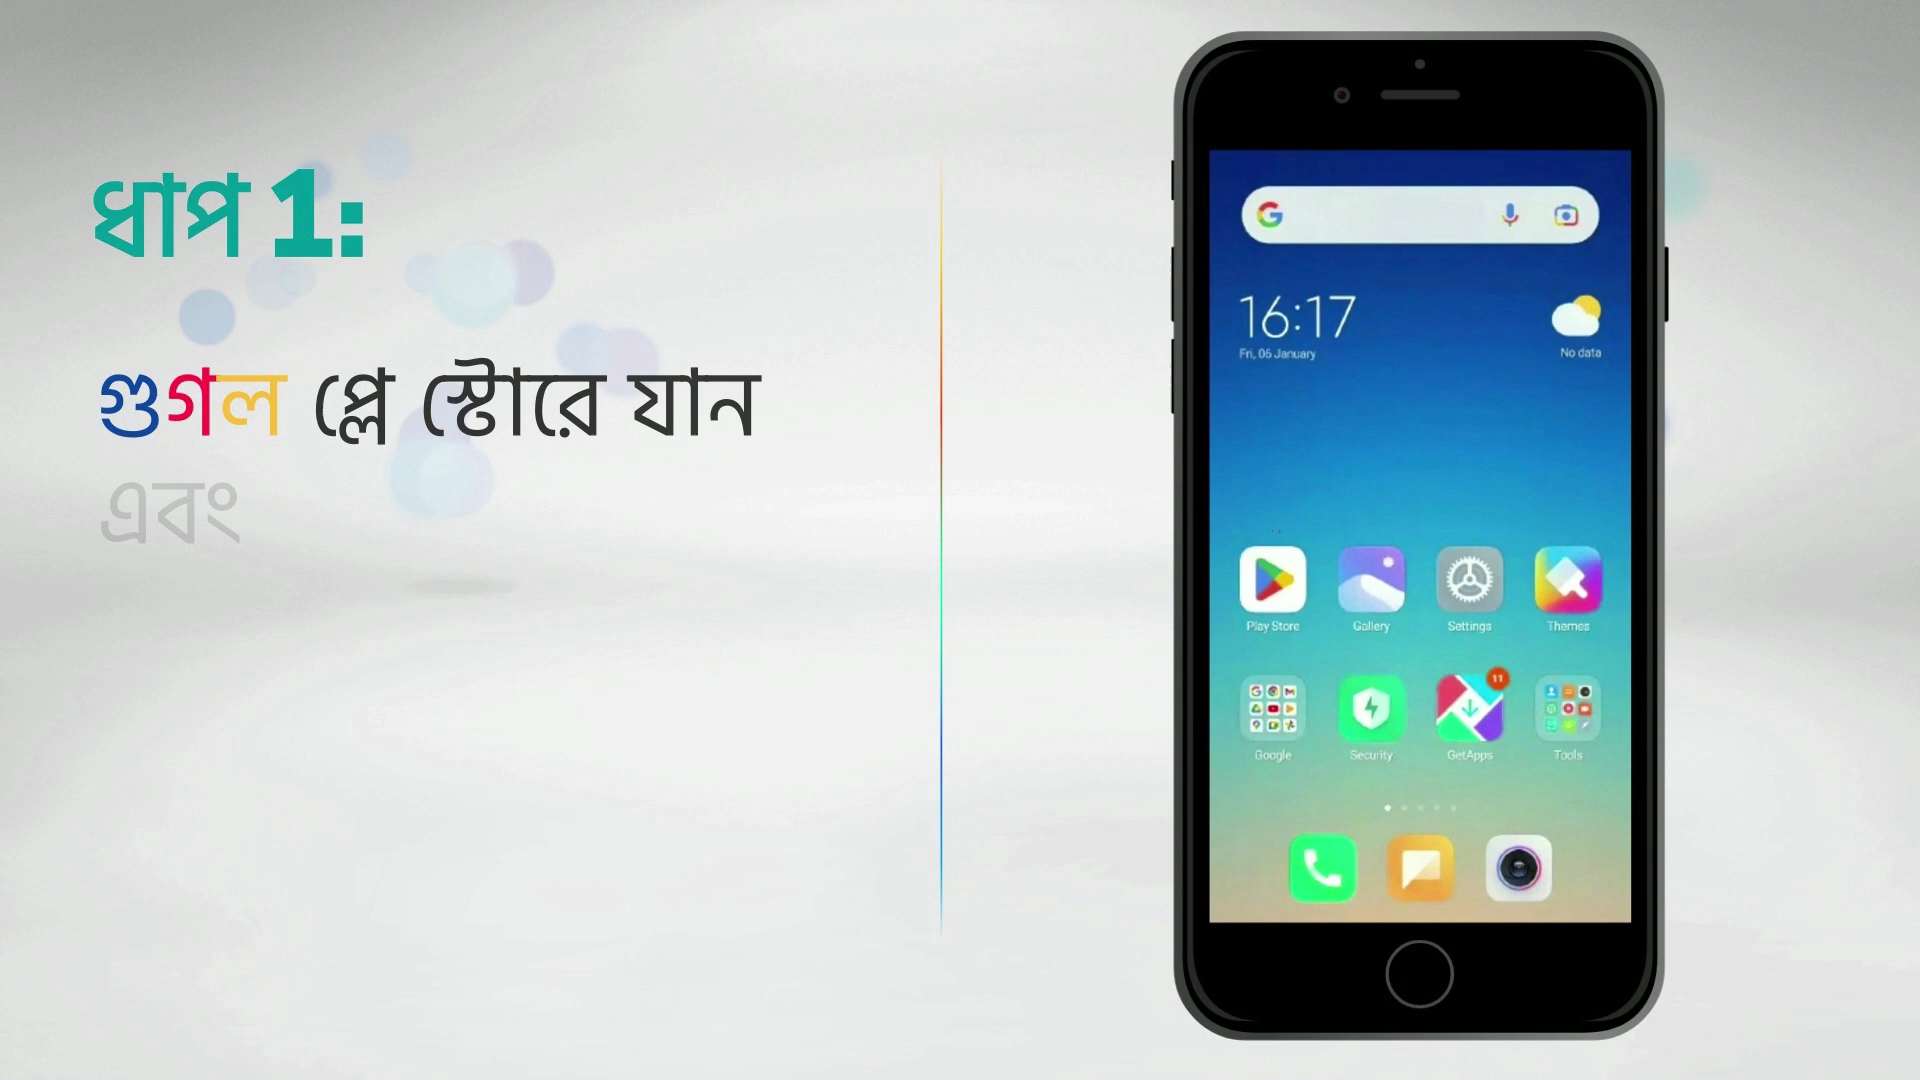 ধাপ 1:
গুগল প্লে স্টোরে যান
এবং
16:17
Fri, 06 January
No data
Play Store
Gallery
Settings
Themes
11
Google
Security
GetApps
Tools